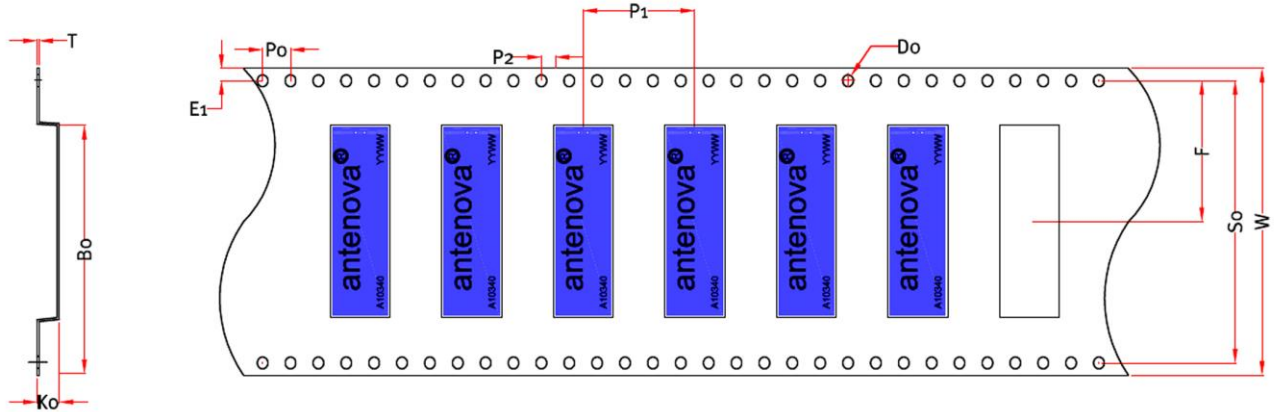 T
Po
P2
P1
Do
E1
F
So
W
Bo
Ko
antenova®
YYWW
A10340
antenova®
YYWW
A10340
antenova®
YYWW
A10340
antenova®
YYWW
A10340
antenova®
YYWW
A10340
antenova®
YYWW
A10340